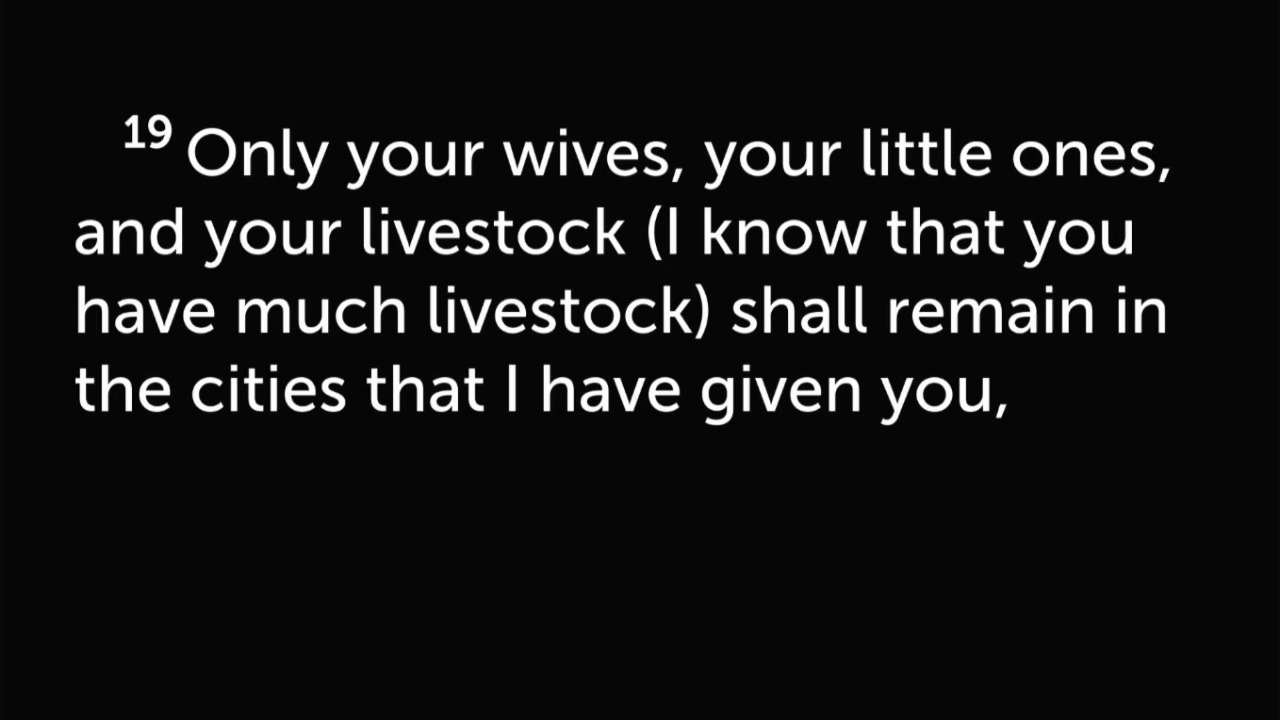 19 Only your wives, your little ones,
and your livestock (I know that you
have much livestock) shall remain in
the cities that I have given you,